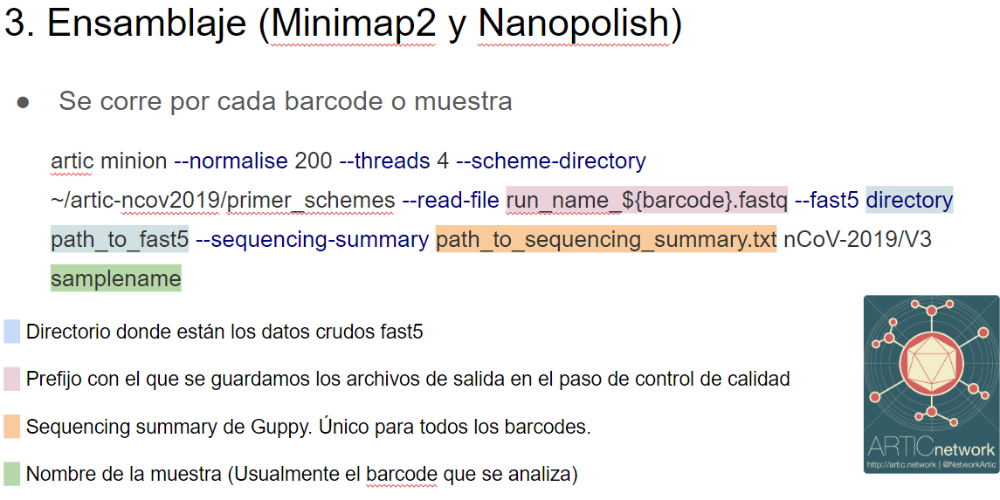 3. Ensamblaje (Minimap2 y Nanopolish)
● Se corre por cada barcode o muestra
artic minion --normalise 200 --threads 4 --scheme-directory
~/artic-ncov2019/primer_schemes --read-file run_name_${barcode}.fastq --fast5 directory
path_to_fast5 --sequencing-summary path_to_sequencing_summary.txt nCoV-2019/V3
samplename
Directorio donde están los datos crudos fast5
Prefijo con el que se guardamos los archivos de salida en el paso de control de calidad
Sequencing summary de Guppy. Único para todos los barcodes.
Nombre de la muestra (Usualmente el barcode que se analiza)
ARTICnetwork
http://artic.network | @NetworkArtic